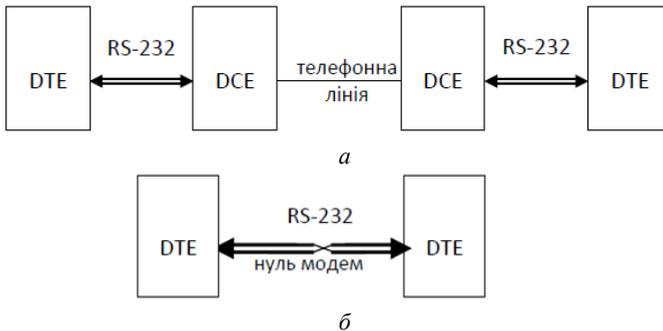 RS-232
RS-232
DTE
DCE
телефонна
лінія
DCE
DTE
а
RS-232
DTE
DTE
нуль модем
б